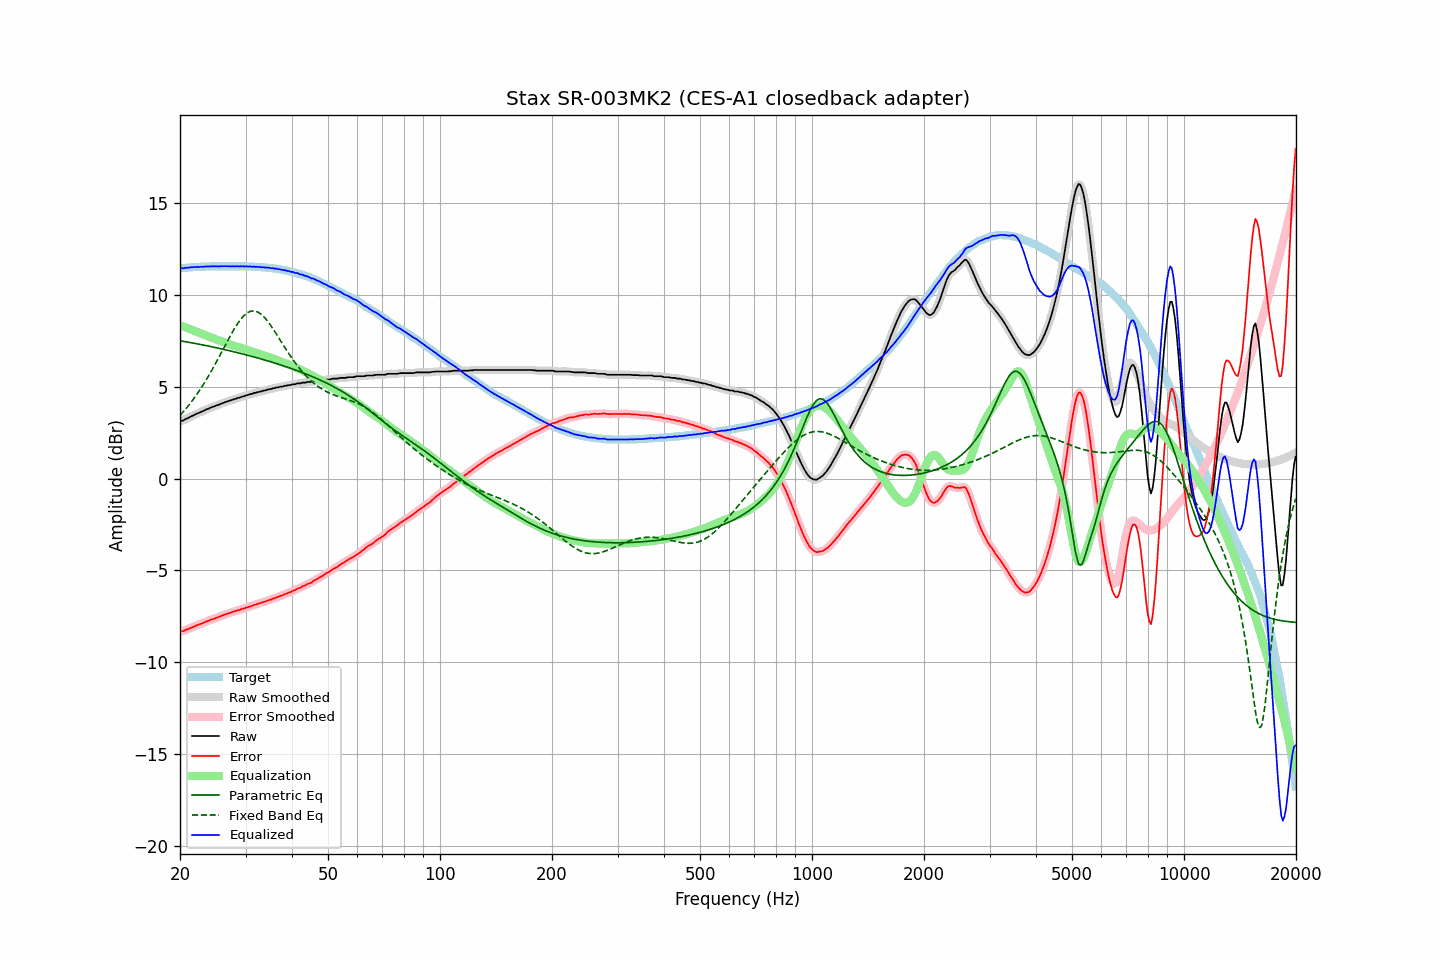 Stax SR-003MK2 (CES-A1 closedback adapter)
Amplitude (dBr)
15
10
5
0
−5
−10
−15
−20
Target
Raw Smoothed
Error Smoothed
Raw
Error
Equalization
Parametric Eq
Fixed Band Eq
Equalized
20 50 100 200 500 1000 2000 5000 10000 20000
Frequency (Hz)